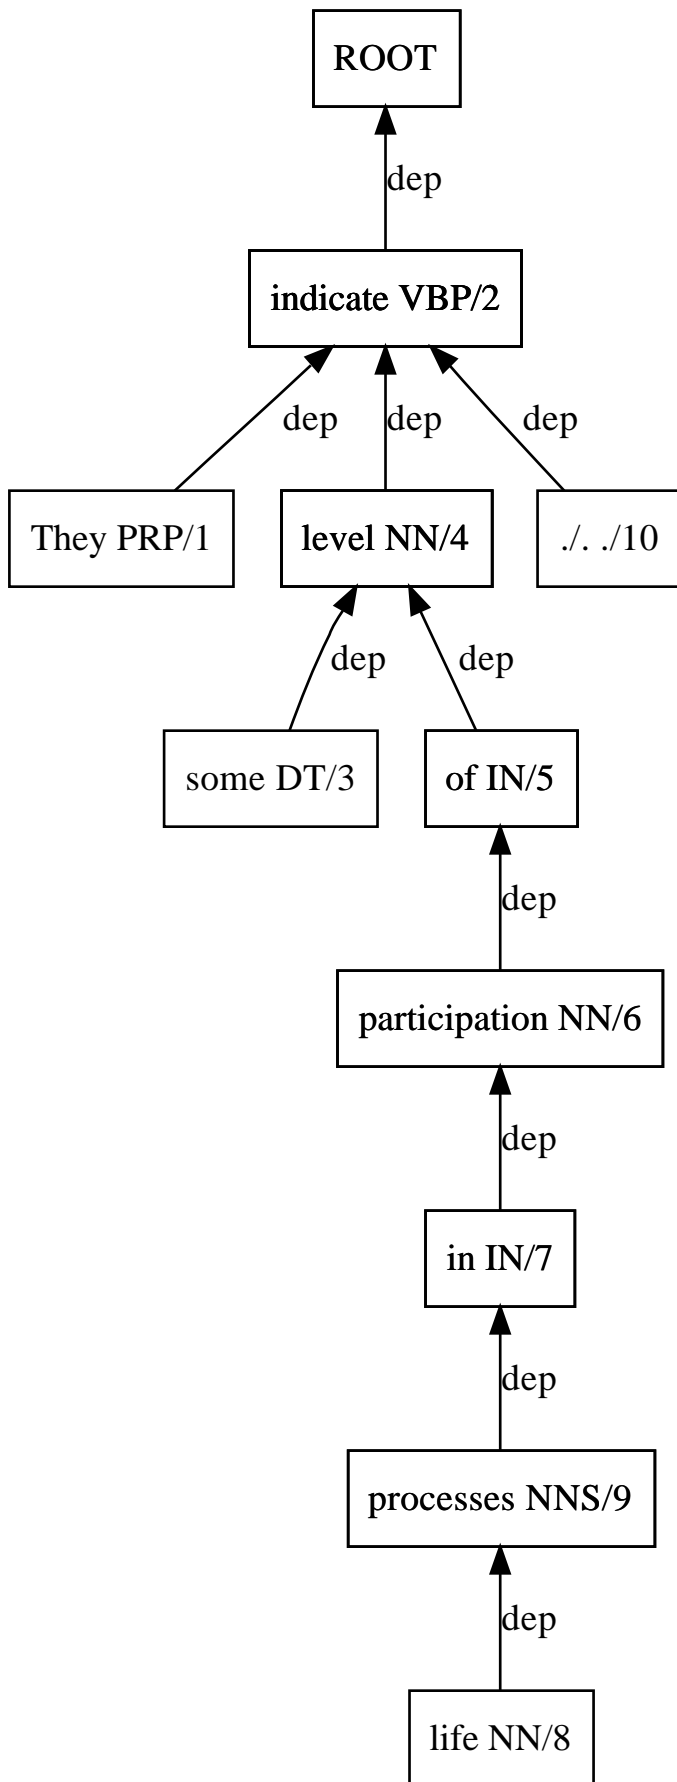 ROOT
dep
indicate VBP/2
dep dep dep
They PRP/1 level NN/4 ./. ./10
dep dep
some DT/3 of IN/5
dep
participation NN/6
dep
in IN/7
dep
processes NNS/9
dep
life NN/8